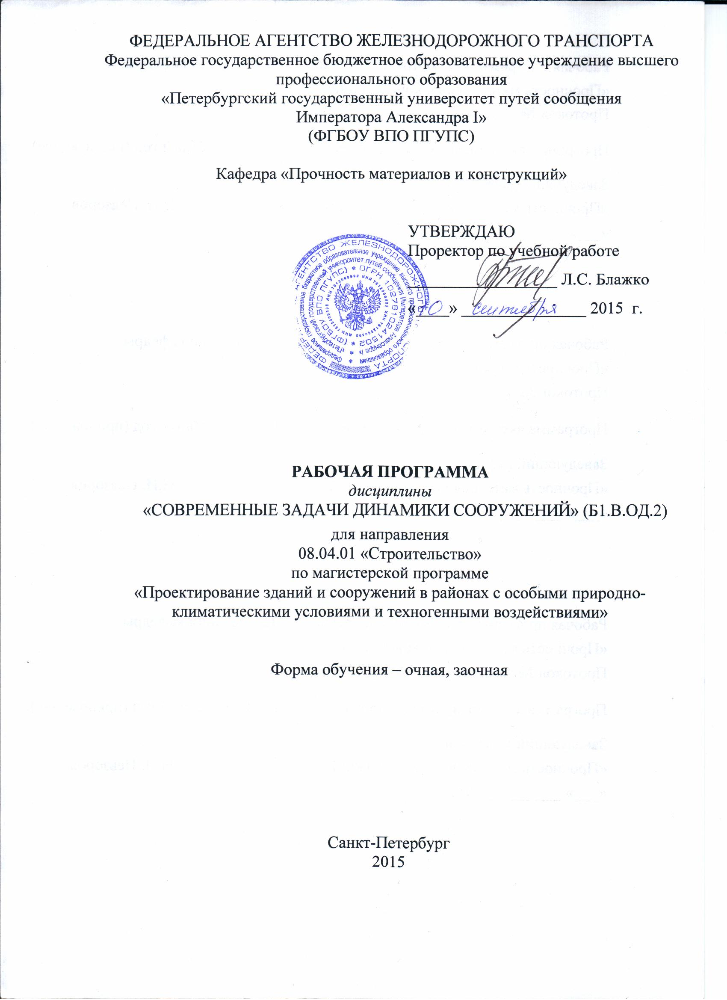 ФЕДЕРАЛЬНОЕ АГЕНТСТВО ЖЕЛЕЗНОДОРОЖНОГО ТРАНСПОРТА
Федеральное государственное бюджетное образовательное учреждение высшего
профессионального образования
«Петербургский государственный университет путей сообщения
Императора Александра I»
(ФГБОУ ВПО ПГУПС)
Кафедра «Прочность материалов и конструкций»
УТВЕРЖДАЮ
Проректор по учебной работе
Л.С. Блажко
«10» сентября 2015 г.
АГЕНТСТВО ЖЕЛЕЗНОДОРОЖНОГО
Федеральное государственное бюджетное образовательное учреждение высшего профессионального образования
«Петербургский государственный университет путей сообщения Императора Александра I»
(ФГБОУ ВПО ПГУПС) * ОГРН 1027810241502 *
РАБОЧАЯ ПРОГРАММА
дисциплины
«СОВРЕМЕННЫЕ ЗАДАЧИ ДИНАМИКИ СООРУЖЕНИЙ» (Б1.В.ОД.2)
для направления
08.04.01 «Строительство»
по магистерской программе
«Проектирование зданий и сооружений в районах с особыми природно-
климатическими условиями и техногенными воздействиями»
Форма обучения – очная, заочная
Санкт-Петербург
2015